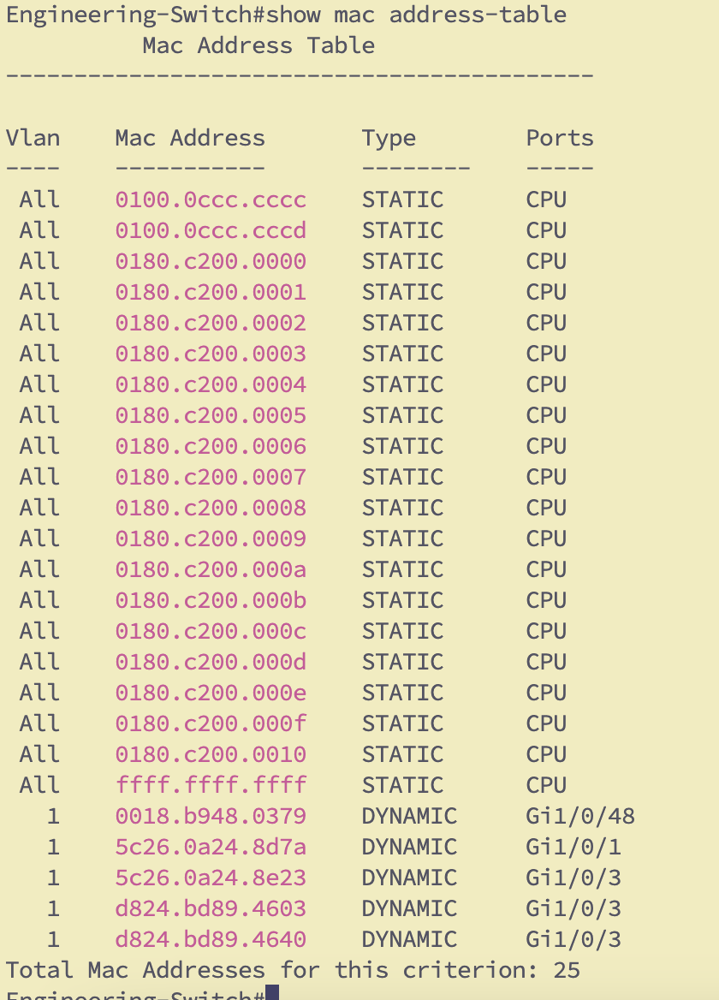 Engineering-Switch#show mac address-table
Mac Address Table
-------------------------------------------
Vlan    Mac Address       Type        Ports
----    -----------       --------    -----
All    0100.0ccc.cccc    STATIC      CPU
All    0100.0ccc.cccd    STATIC      CPU
All    0180.c200.0000    STATIC      CPU
All    0180.c200.0001    STATIC      CPU
All    0180.c200.0002    STATIC      CPU
All    0180.c200.0003    STATIC      CPU
All    0180.c200.0004    STATIC      CPU
All    0180.c200.0005    STATIC      CPU
All    0180.c200.0006    STATIC      CPU
All    0180.c200.0007    STATIC      CPU
All    0180.c200.0008    STATIC      CPU
All    0180.c200.0009    STATIC      CPU
All    0180.c200.000a    STATIC      CPU
All    0180.c200.000b    STATIC      CPU
All    0180.c200.000c    STATIC      CPU
All    0180.c200.000d    STATIC      CPU
All    0180.c200.000e    STATIC      CPU
All    0180.c200.000f    STATIC      CPU
All    0180.c200.0010    STATIC      CPU
All    ffff.ffff.ffff    STATIC      CPU
1    0018.b948.0379    DYNAMIC     Gi1/0/48
1    5c26.0a24.8d7a    DYNAMIC     Gi1/0/1
1    5c26.0a24.8e23    DYNAMIC     Gi1/0/3
1    d824.bd89.4603    DYNAMIC     Gi1/0/3
1    d824.bd89.4640    DYNAMIC     Gi1/0/3
Total Mac Addresses for this criterion: 25
Engineering-Switch#